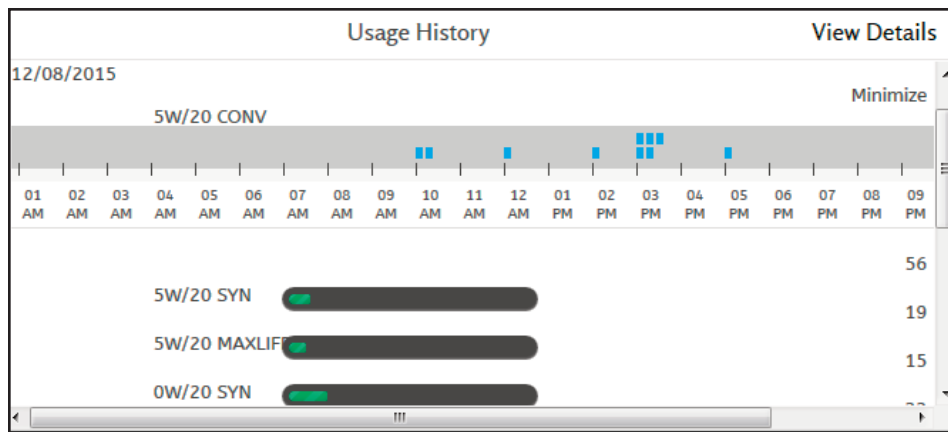 Usage History
View Details
12/08/2015
Minimize
5W/20 CONV
01 02 03 04 05 06 07 08 09 10 11 12 01 02 03 04 05 06 07 08 09
AM AM AM AM AM AM AM AM AM AM AM AM PM PM PM PM PM PM PM PM PM
56
5W/20 SYN
19
5W/20 MAXLIF
15
0W/20 SYN